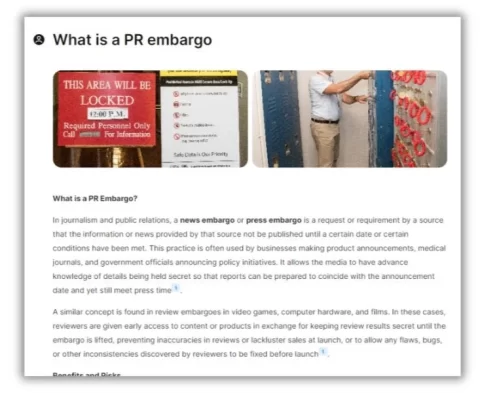 What is a PR embargo
THIS AREA WILL BE
LOCKED
12:00 P.M.
Required Personnel Only
Call For Information
Safe Data is Our Priority
What is a PR Embargo?
In journalism and public relations, a news embargo or press embargo is a request or requirement by a source
that the information or news provided by that source not be published until a certain date or certain
conditions have been met. This practice is often used by businesses making product announcements, medical
journals, and government officials announcing policy initiatives. It allows the media to have advance
knowledge of details being held secret so that reports can be prepared to coincide with the announcement
date and yet still meet press time
A similar concept is found in review embargoes in video games, computer hardware, and films. In these cases,
reviewers are given early access to content or products in exchange for keeping review results secret until the
embargo is lifted, preventing inaccuracies in reviews or lackluster sales at launch, or to allow any flaws, bugs,
or other inconsistencies discovered by reviewers to be fixed before launch
Benefits and Risks